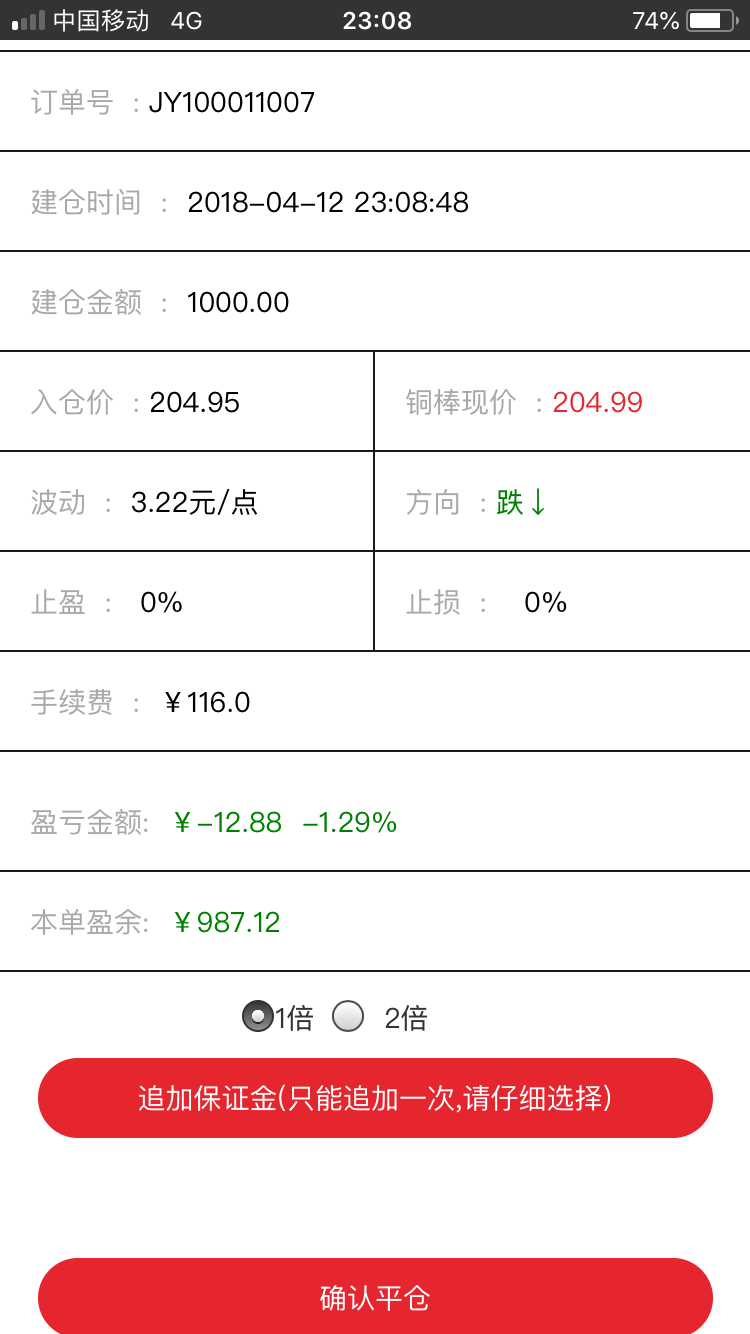 中国移动 4G 23:08 74%
订单号 : JY100011007
建仓时间 : 2018-04-12 23:08:48
建仓金额 : 1000.00
入仓价 : 204.95 铜棒现价 : 204.99
波动 : 3.22元/点 方向 : 跌↓
止盈 : 0% 止损 : 0%
手续费 : ￥116.0
盈亏金额: ￥-12.88 -1.29%
本单盈余: ￥987.12
1倍 2倍
追加保证金(只能追加一次,请仔细选择)
确认平仓